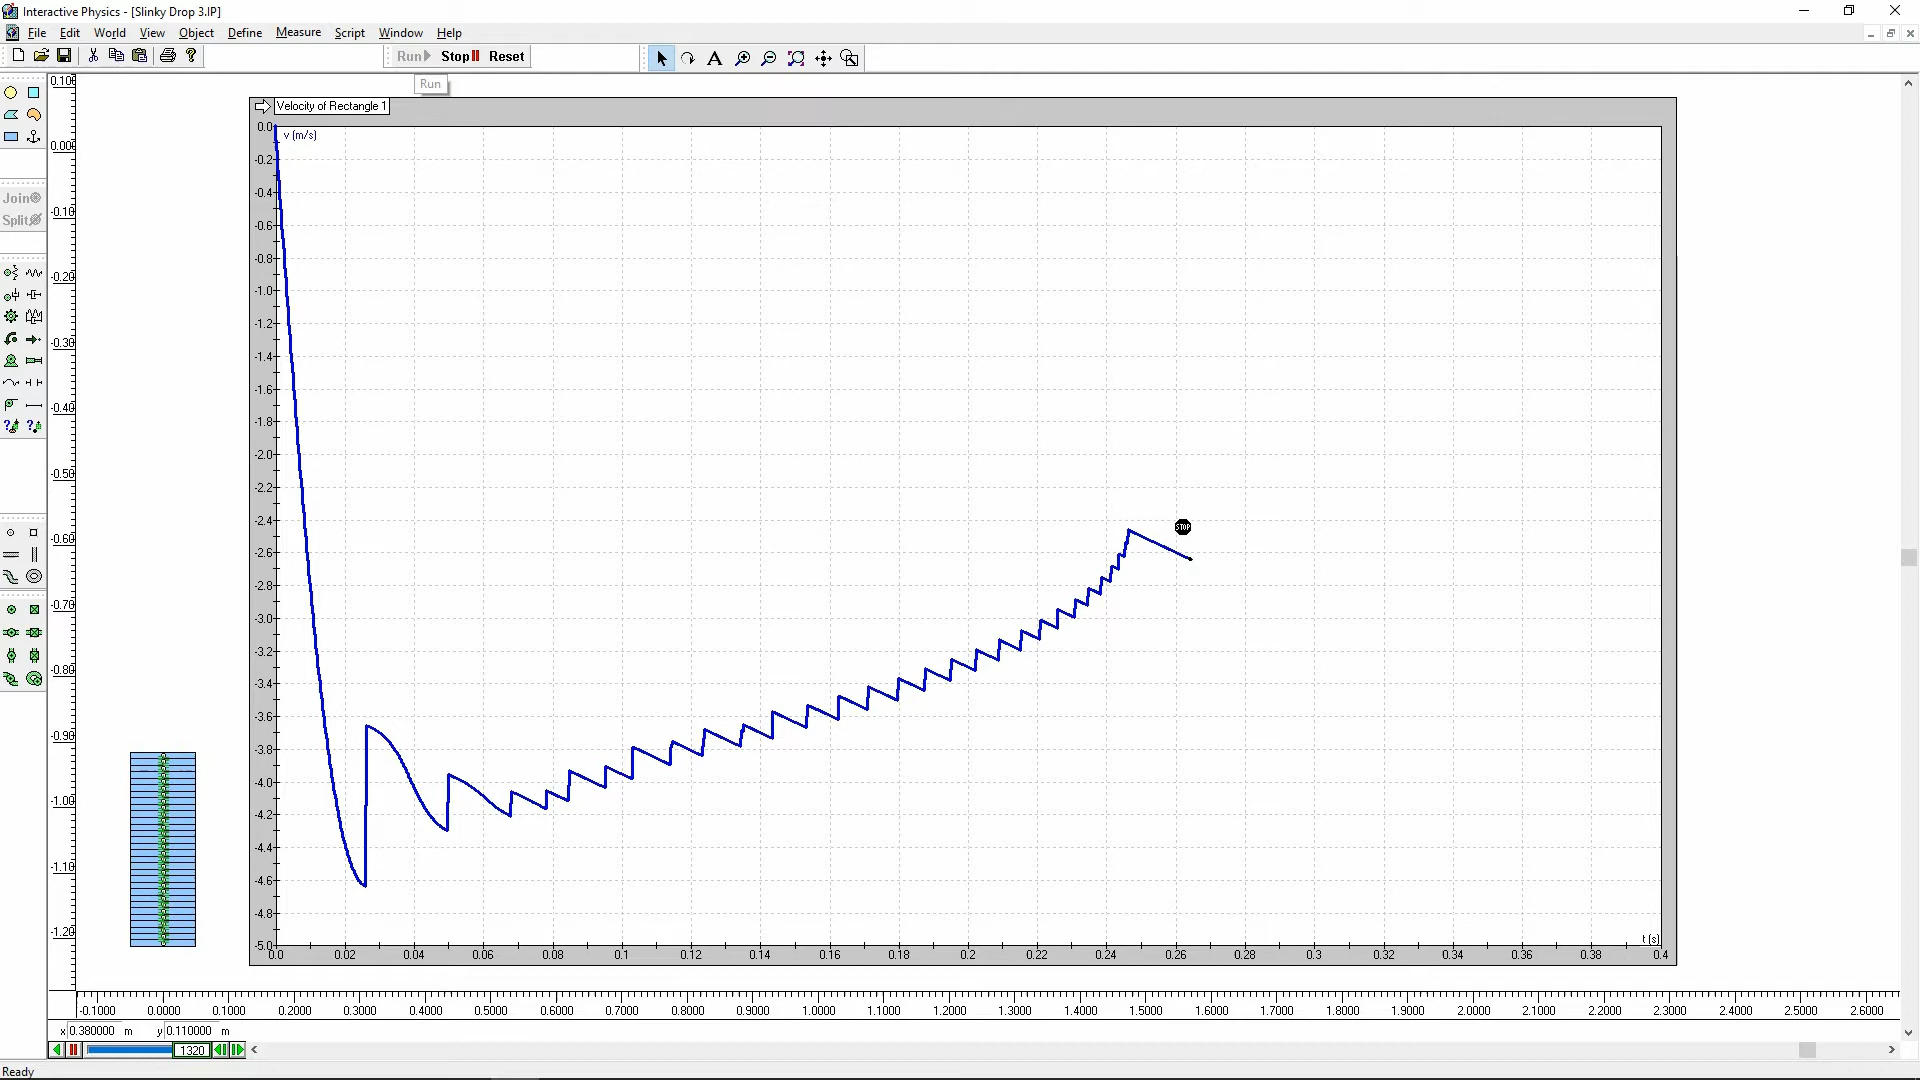 Interactive Physics - [Slinky Drop 3.IP]
File Edit World View Object Define Measure Script Window Help
Run Stop Reset
A
Run
Velocity of Rectangle 1
v (m/s)
0.0
-0.2
-0.4
-0.6
-0.8
-1.0
-1.2
-1.4
-1.6
-1.8
-2.0
-2.2
-2.4
-2.6
-2.8
-3.0
-3.2
-3.4
-3.6
-3.8
-4.0
-4.2
-4.4
-4.6
-4.8
-5.0
STOP
t (s)
0.0 0.02 0.04 0.06 0.08 0.1 0.12 0.14 0.16 0.18 0.2 0.22 0.24 0.26 0.28 0.3 0.32 0.34 0.36 0.38 0.4
Join
Split
0.10
0.00
-0.10
-0.20
-0.30
-0.40
-0.50
-0.60
-0.70
-0.80
-0.90
-1.00
-1.10
-1.20
-0.1000 0.0000 0.1000 0.2000 0.3000 0.4000 0.5000 0.6000 0.7000 0.8000 0.9000 1.0000 1.1000 1.2000 1.3000 1.4000 1.5000 1.6000 1.7000 1.8000 1.9000 2.0000 2.1000 2.2000 2.3000 2.4000 2.5000 2.6000
x 0.380000 m y 0.110000 m
1320
Ready